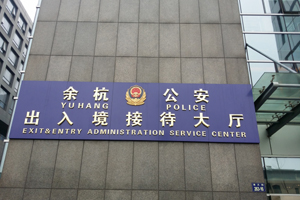 余杭 公安
YUHANG POLICE
出入境接待大厅
EXIT&ENTRY ADMINISTRATION SERVICE CENTER